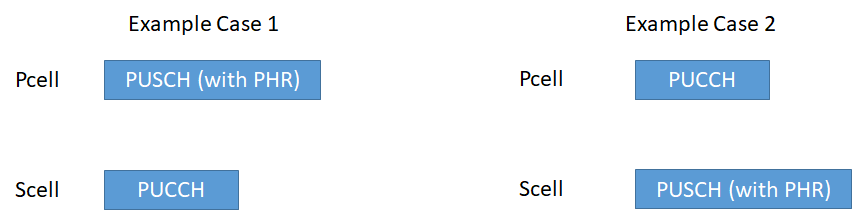 Example Case 1
Pcell PUSCH (with PHR)
Scell PUCCH
Example Case 2
Pcell PUCCH
Scell PUSCH (with PHR)